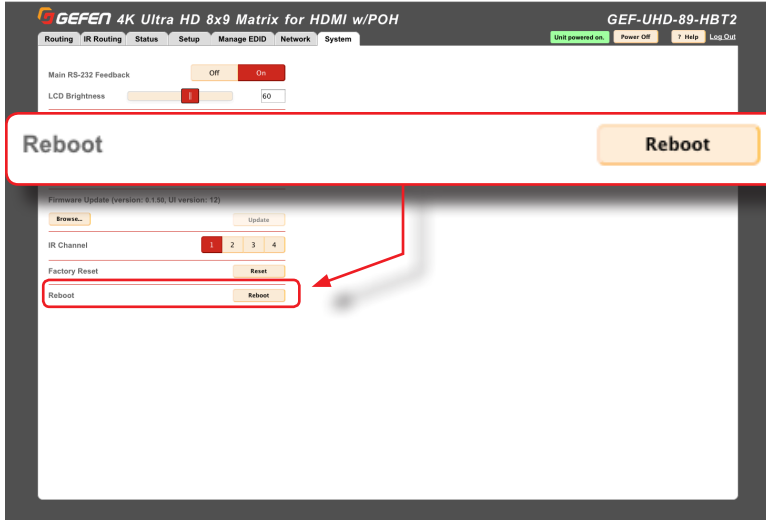 GEFEN 4K Ultra HD 8x9 Matrix for HDMI w/POH GEF-UHD-89-HBT2
Routing IR Routing Status Setup Manage EDID Network System Unit powered on. Power Off ? Help Log Out
Main RS-232 Feedback Off On
LCD Brightness 60
Reboot Reboot
Firmware Update (version: 0.1.50, UI version: 12)
Browse... Update
IR Channel 1 2 3 4
Factory Reset Reset
Reboot Reboot